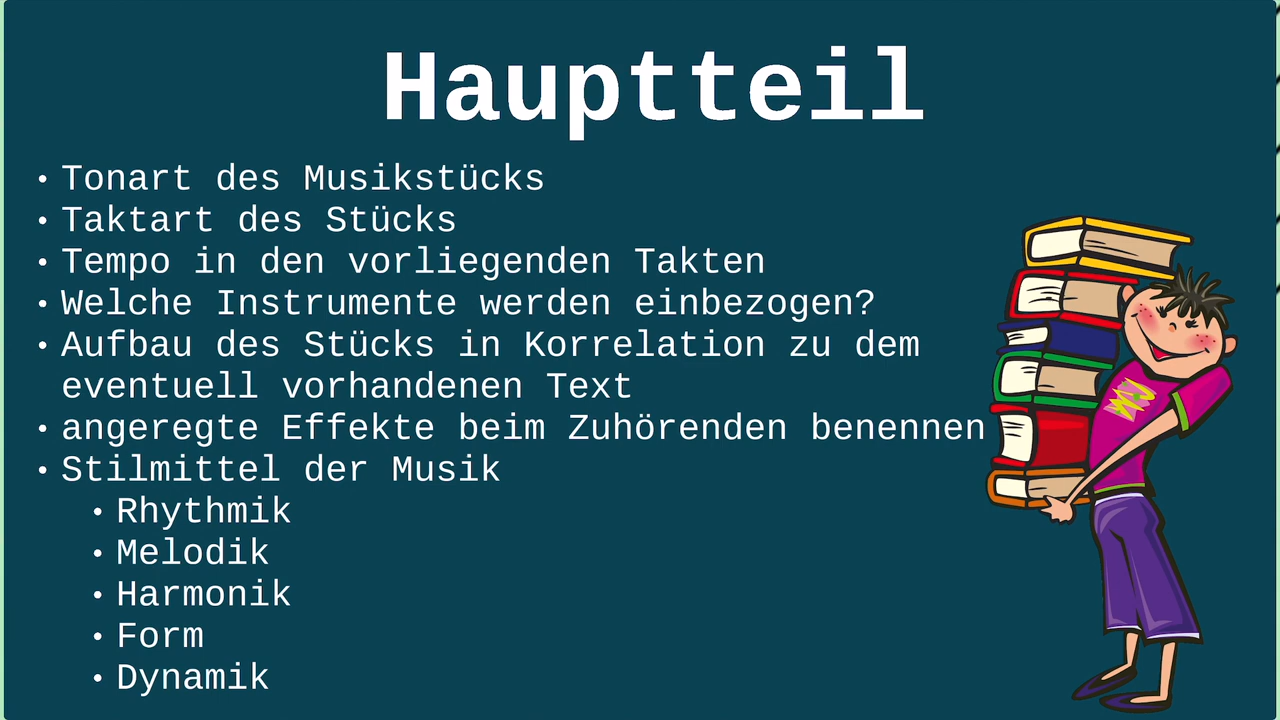 Hauptteil
• Tonart des Musikstücks
• Taktart des Stücks
• Tempo in den vorliegenden Takten
• Welche Instrumente werden einbezogen?
• Aufbau des Stücks in Korrelation zu dem
eventuell vorhandenen Text
• angeregte Effekte beim Zuhörenden benennen
• Stilmittel der Musik
• Rhythmik
• Melodik
• Harmonik
• Form
• Dynamik